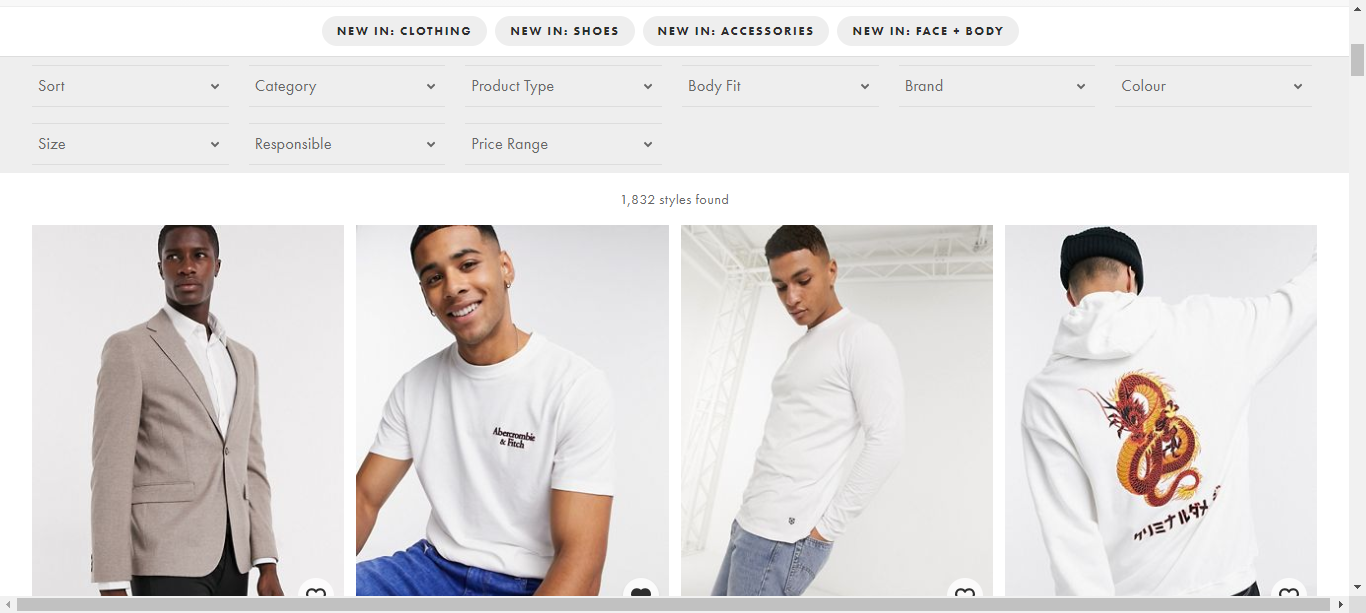 NEW IN: CLOTHING NEW IN: SHOES NEW IN: ACCESSORIES NEW IN: FACE + BODY
Sort Category Product Type Body Fit Brand Colour
Size Responsible Price Range
1,832 styles found
Abercrombie
& Fitch
クリミナルダメ